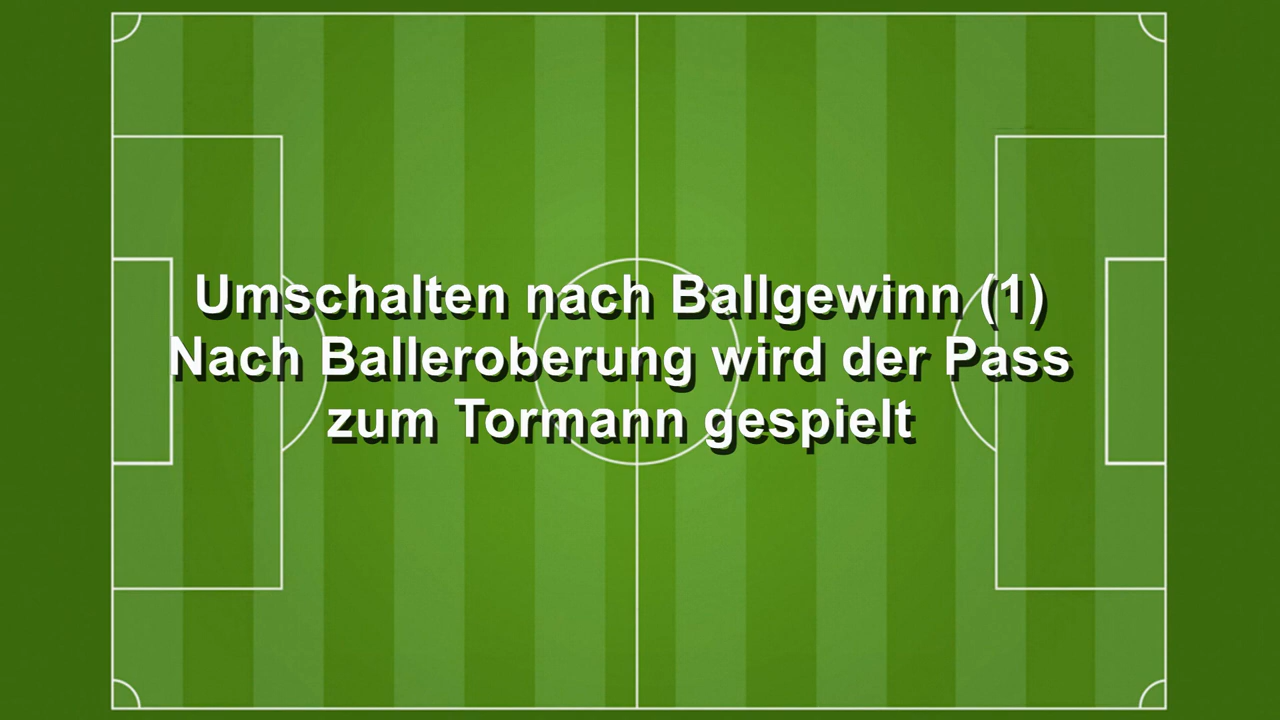 Umschalten nach Ballgewinn (1)
Nach Balleroberung wird der Pass
zum Tormann gespielt